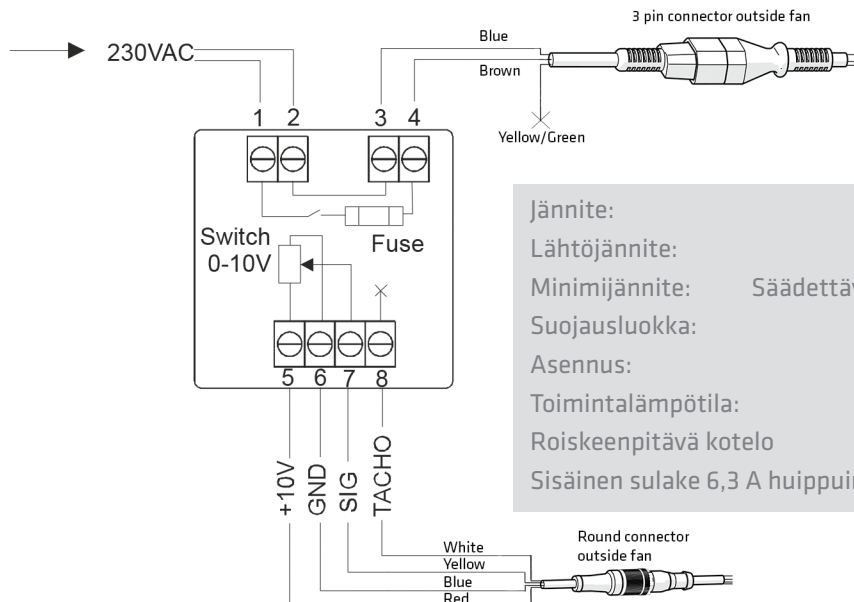 3 pin connector outside fan
230VAC
Blue
Brown
Yellow/Green
1 2 3 4
Switch
0-10V
Fuse
5 6 7 8
+10V
GND
SIG
TACHO
Jännite:
Lähtöjännite:
Minimijännite: Säädettäv
Suojausluokka:
Asennus:
Toimintalämpötila:
Roiskeenpitävä kotelo
Sisäinen sulake 6,3 A
Round connector
outside fan
White
Yellow
Blue
Red